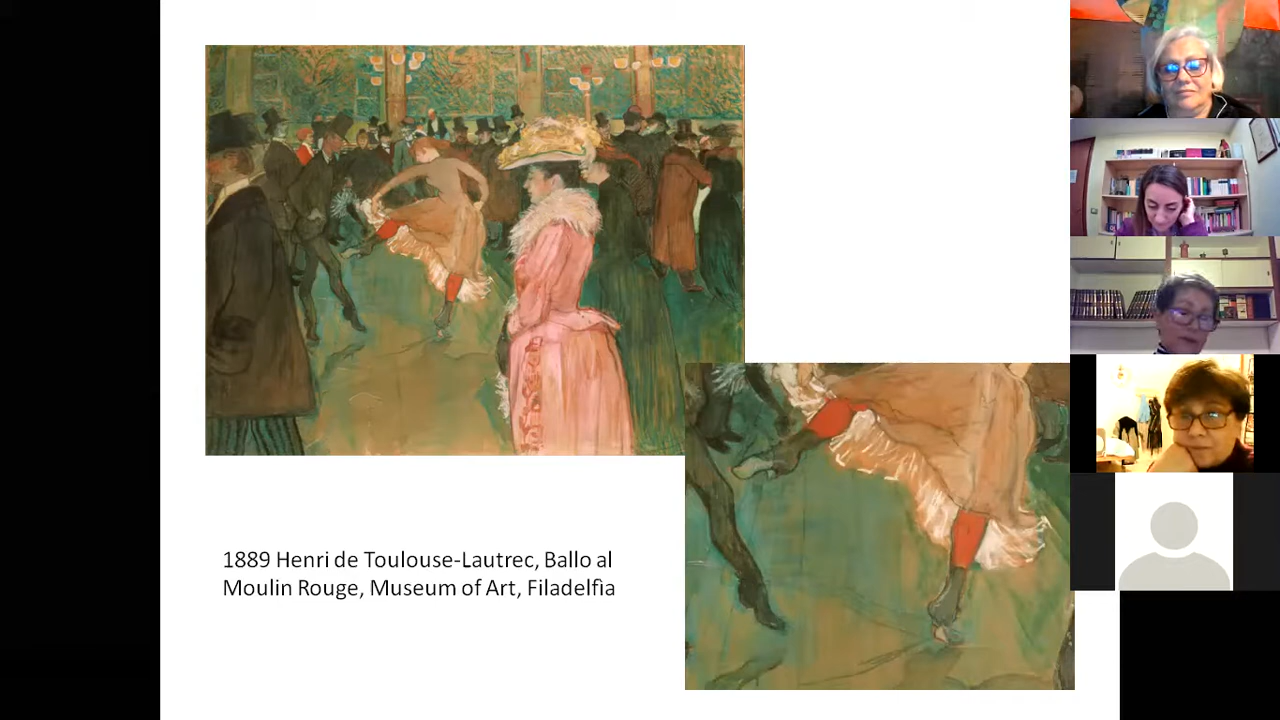 1889 Henri de Toulouse-Lautrec, Ballo al
Moulin Rouge, Museum of Art, Filadelfia